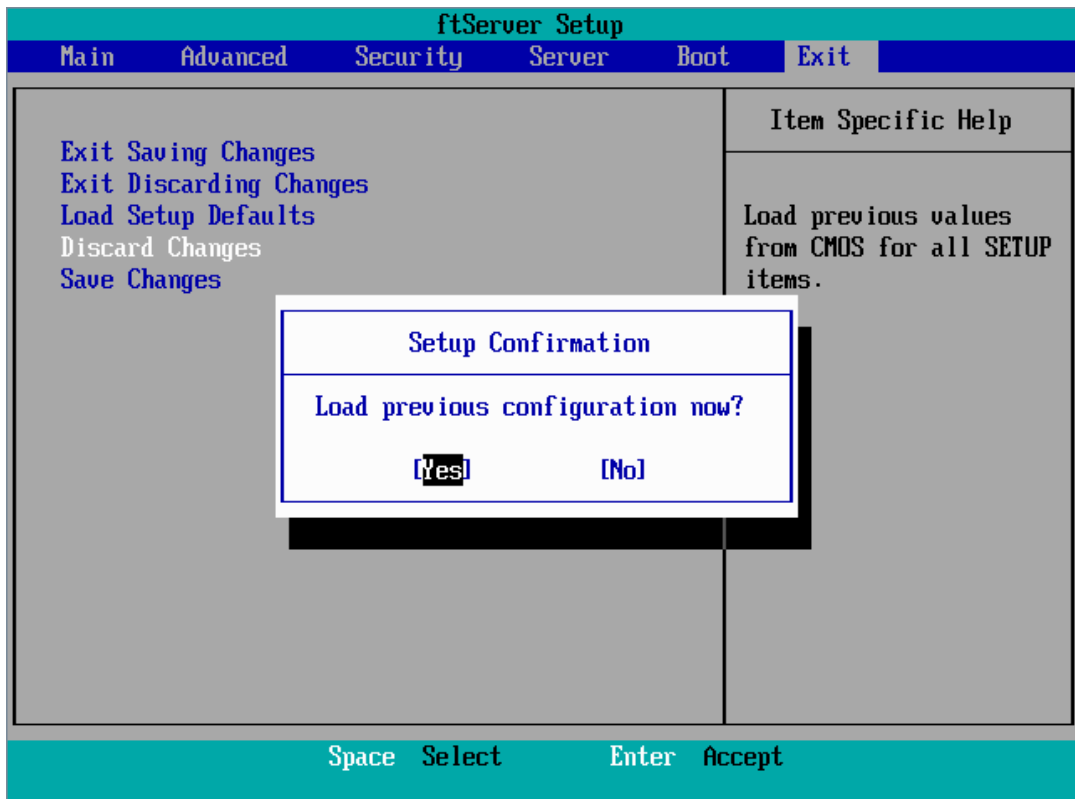 ftServer Setup
Main Advanced Security Server Boot Exit
Exit Saving Changes
Exit Discarding Changes
Load Setup Defaults
Discard Changes
Save Changes
Item Specific Help
Load previous values
from CMOS for all SETUP
items.
Setup Confirmation
Load previous configuration now?
[Yes] [No]
Space Select Enter Accept